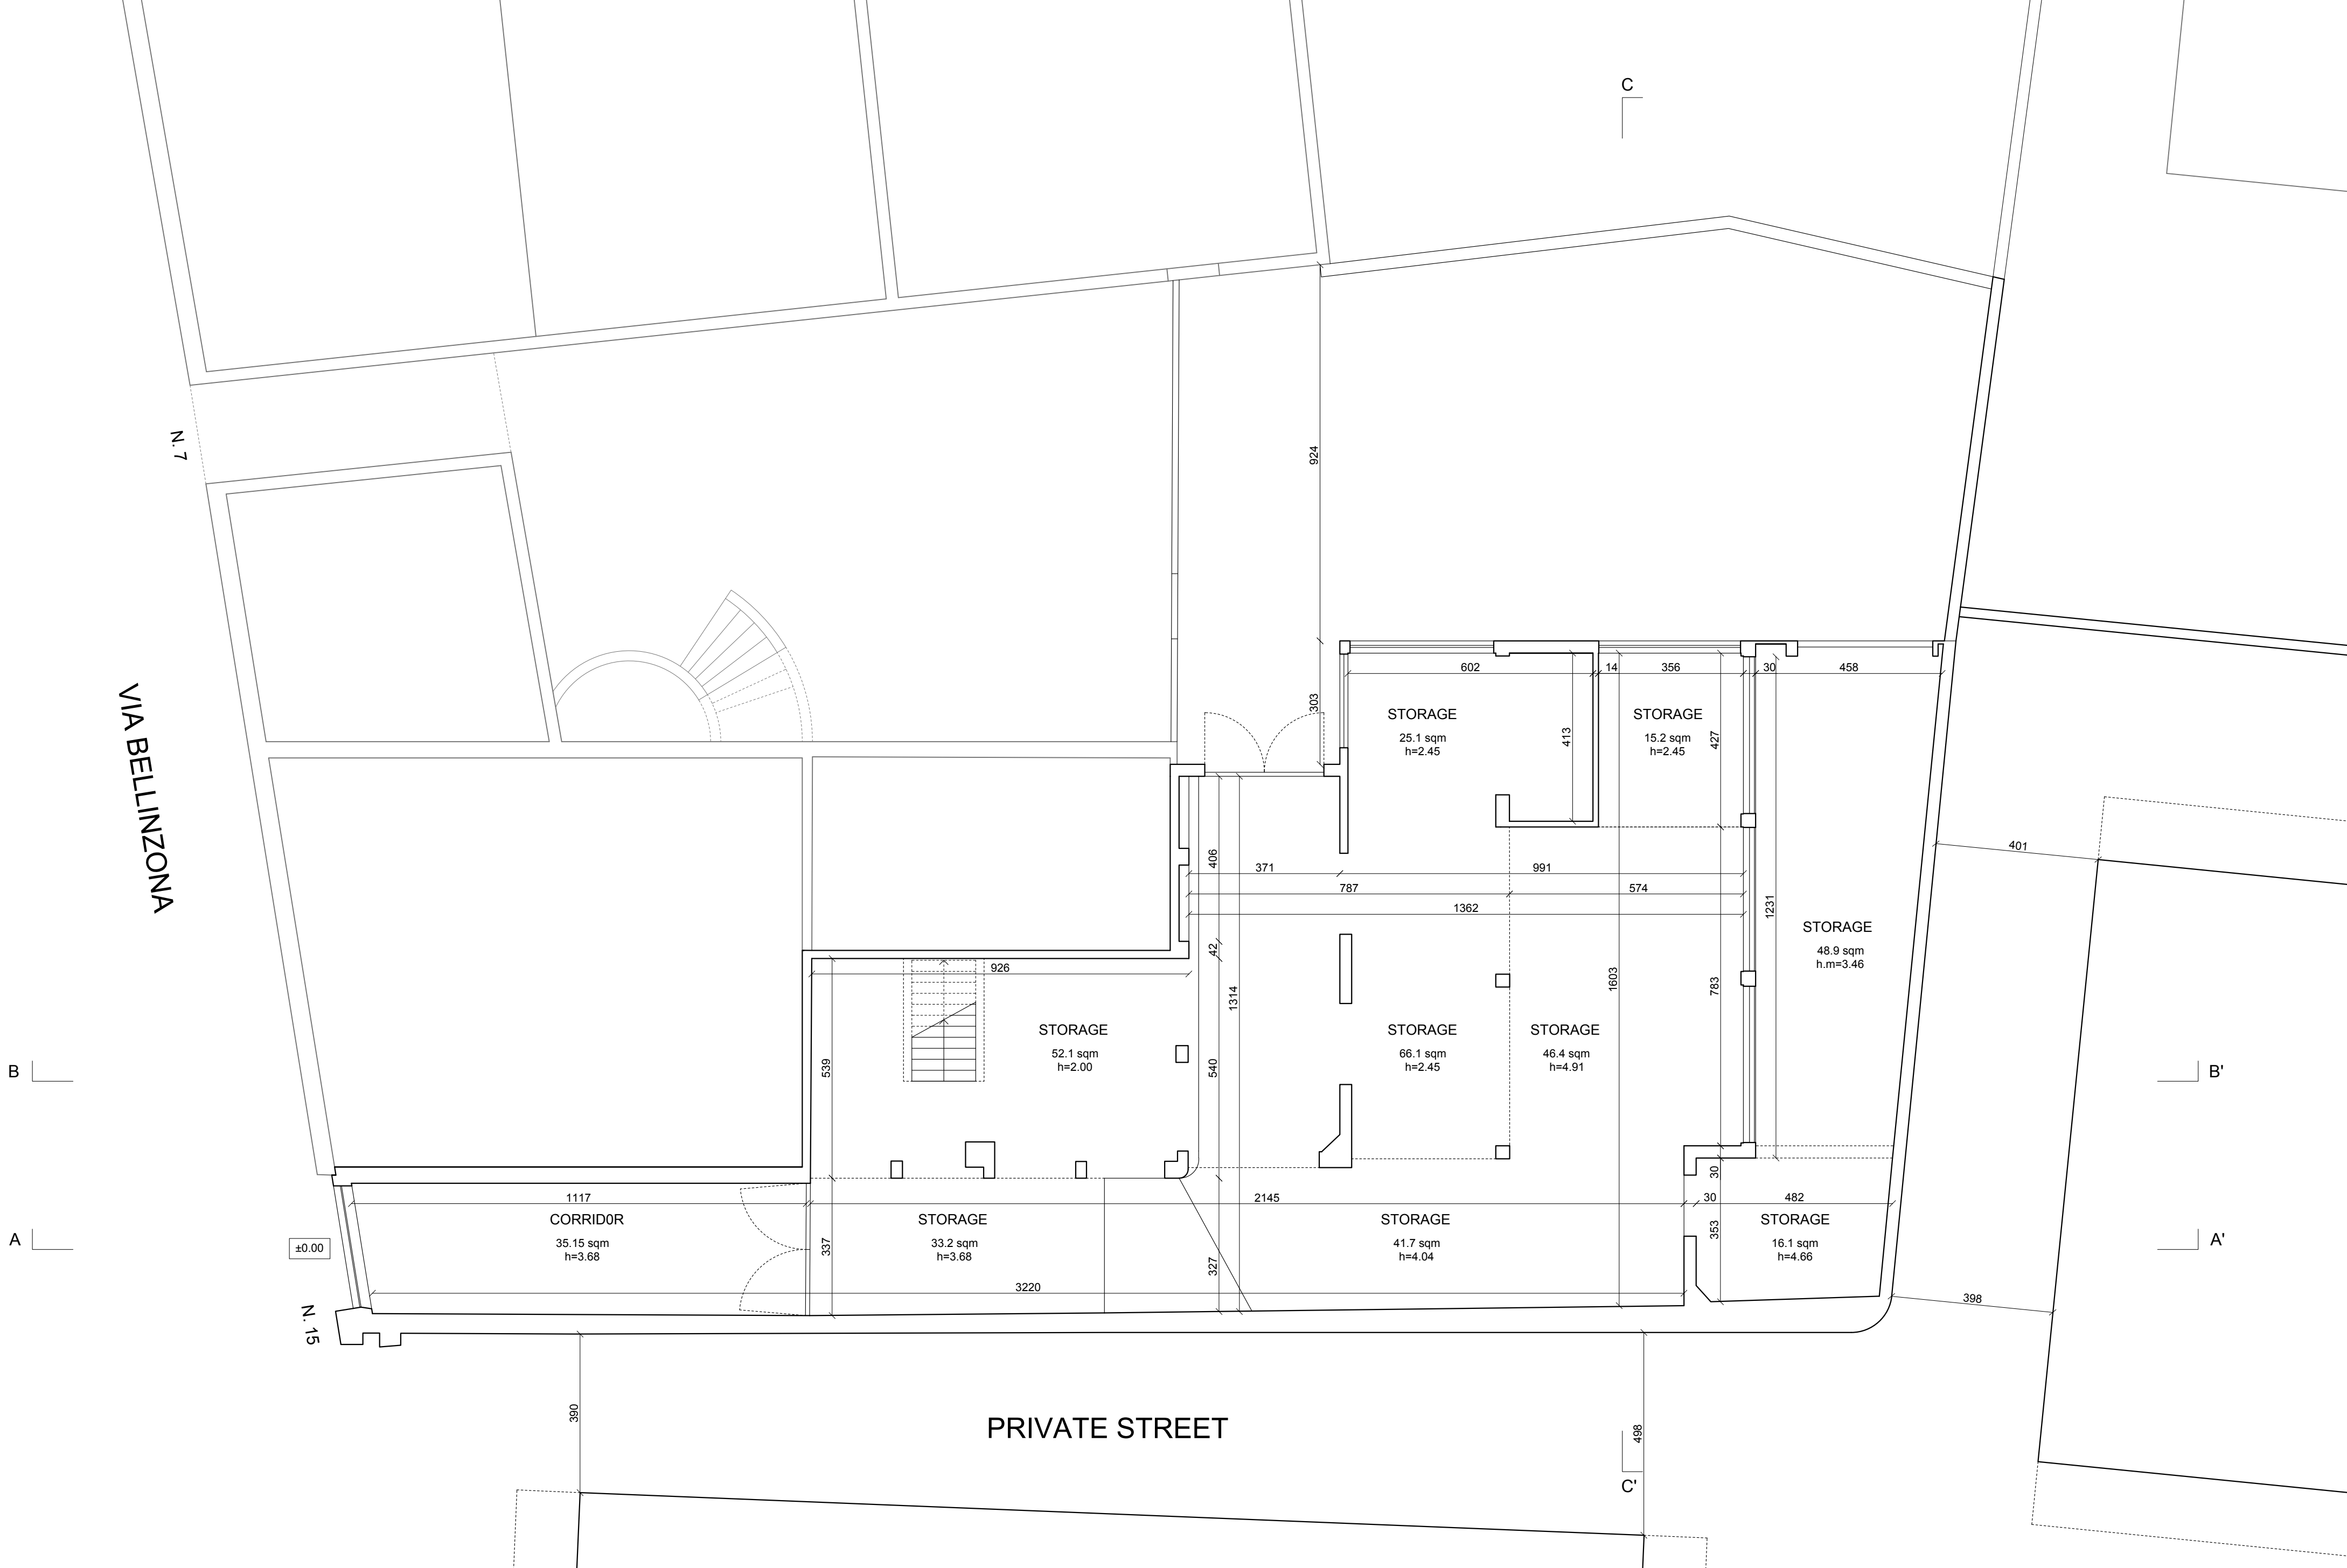 C
N. 7
924
602
14
356
30
458
303
STORAGE
25.1 sqm
h=2.45
413
STORAGE
15.2 sqm
h=2.45
427
VIA BELLINZONA
401
406
371
991
787
574
1362
1231
STORAGE
48.9 sqm
h.m=3.46
42
926
1314
1603
783
STORAGE
52.1 sqm
h=2.00
STORAGE
66.1 sqm
h=2.45
STORAGE
46.4 sqm
h=4.91
539
540
B
B'
30
1117
2145
30
482
CORRID0R
35.15 sqm
h=3.68
STORAGE
33.2 sqm
h=3.68
STORAGE
41.7 sqm
h=4.04
STORAGE
16.1 sqm
h=4.66
353
A
A'
±0.00
337
327
3220
398
N. 15
390
PRIVATE STREET
498
C'